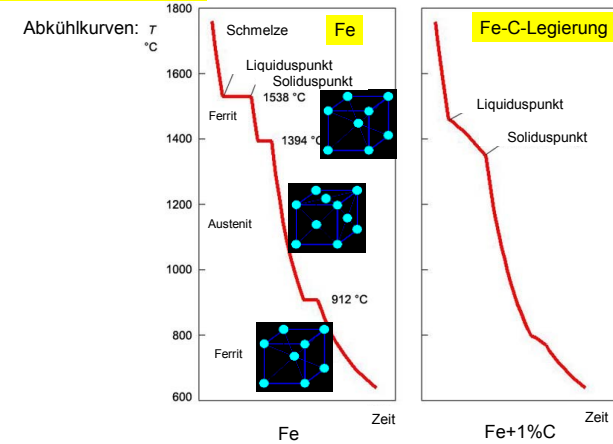 Abkühlkurven:
T
°C
1800
1600
1400
1200
1000
800
600
Schmelze
Fe
Liquiduspunkt
Soliduspunkt
1538 °C
Ferrit
1394 °C
Austenit
912 °C
Ferrit
Zeit
Fe
Fe-C-Legierung
Liquiduspunkt
Soliduspunkt
Zeit
Fe+1%C